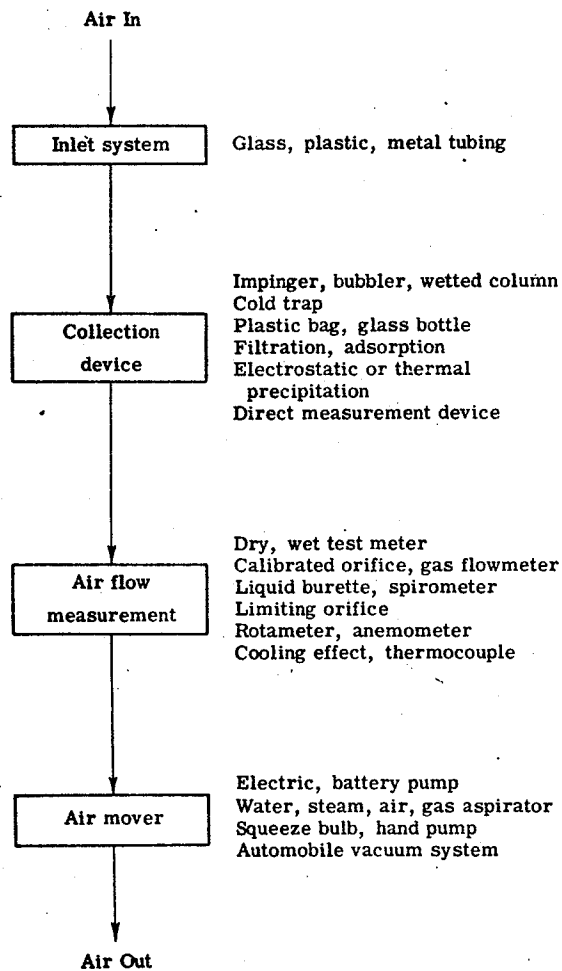 Air In
Inlet system
Glass, plastic, metal tubing
Collection
device
Impinger, bubbler, wetted column
Cold trap
Plastic bag, glass bottle
Filtration, adsorption
Electrostatic or thermal
precipitation
Direct measurement device
Air flow
measurement
Dry, wet test meter
Calibrated orifice, gas flowmeter
Liquid burette, spirometer
Limiting orifice
Rotameter, anemometer
Cooling effect, thermocouple
Air mover
Electric, battery pump
Water, steam, air, gas aspirator
Squeeze bulb, hand pump
Automobile vacuum system
Air Out